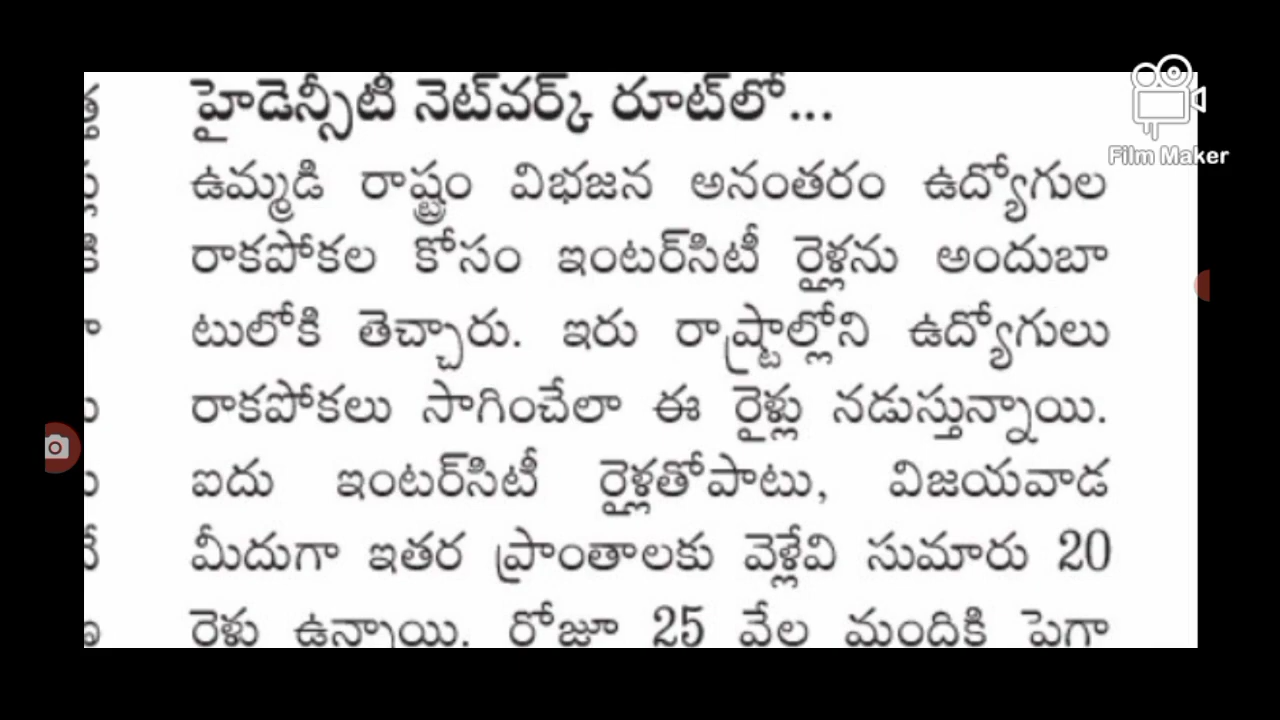 హైడెన్సీటీ నెట్‌వర్క్ రూట్‌లో...
ఉమ్మడి రాష్ట్రం విభజన అనంతరం ఉద్యోగుల
రాకపోకల కోసం ఇంటర్‌సిటీ రైళ్లను అందుబా
టులోకి తెచ్చారు. ఇరు రాష్ట్రాల్లోని ఉద్యోగులు
రాకపోకలు సాగించేలా ఈ రైళ్లు నడుస్తున్నాయి.
ఐదు ఇంటర్‌సిటీ రైళ్లతోపాటు, విజయవాడ
మీదుగా ఇతర ప్రాంతాలకు వెళ్లేవి సుమారు 20
రైళ్లు ఉన్నాయి. రోజూ 25 వేల మందికి పైగా
Film Maker